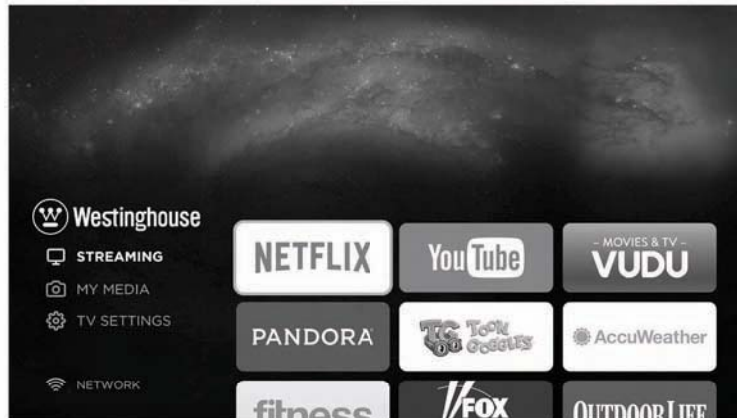 Westinghouse
STREAMING
MY MEDIA
TV SETTINGS
NETWORK
NETFLIX
YouTube
- MOVIES & TV -
VUDU
PANDORA
TG
TOON
GOGGLES
AccuWeather
fitness
FOX
OUTDOOR LIFE